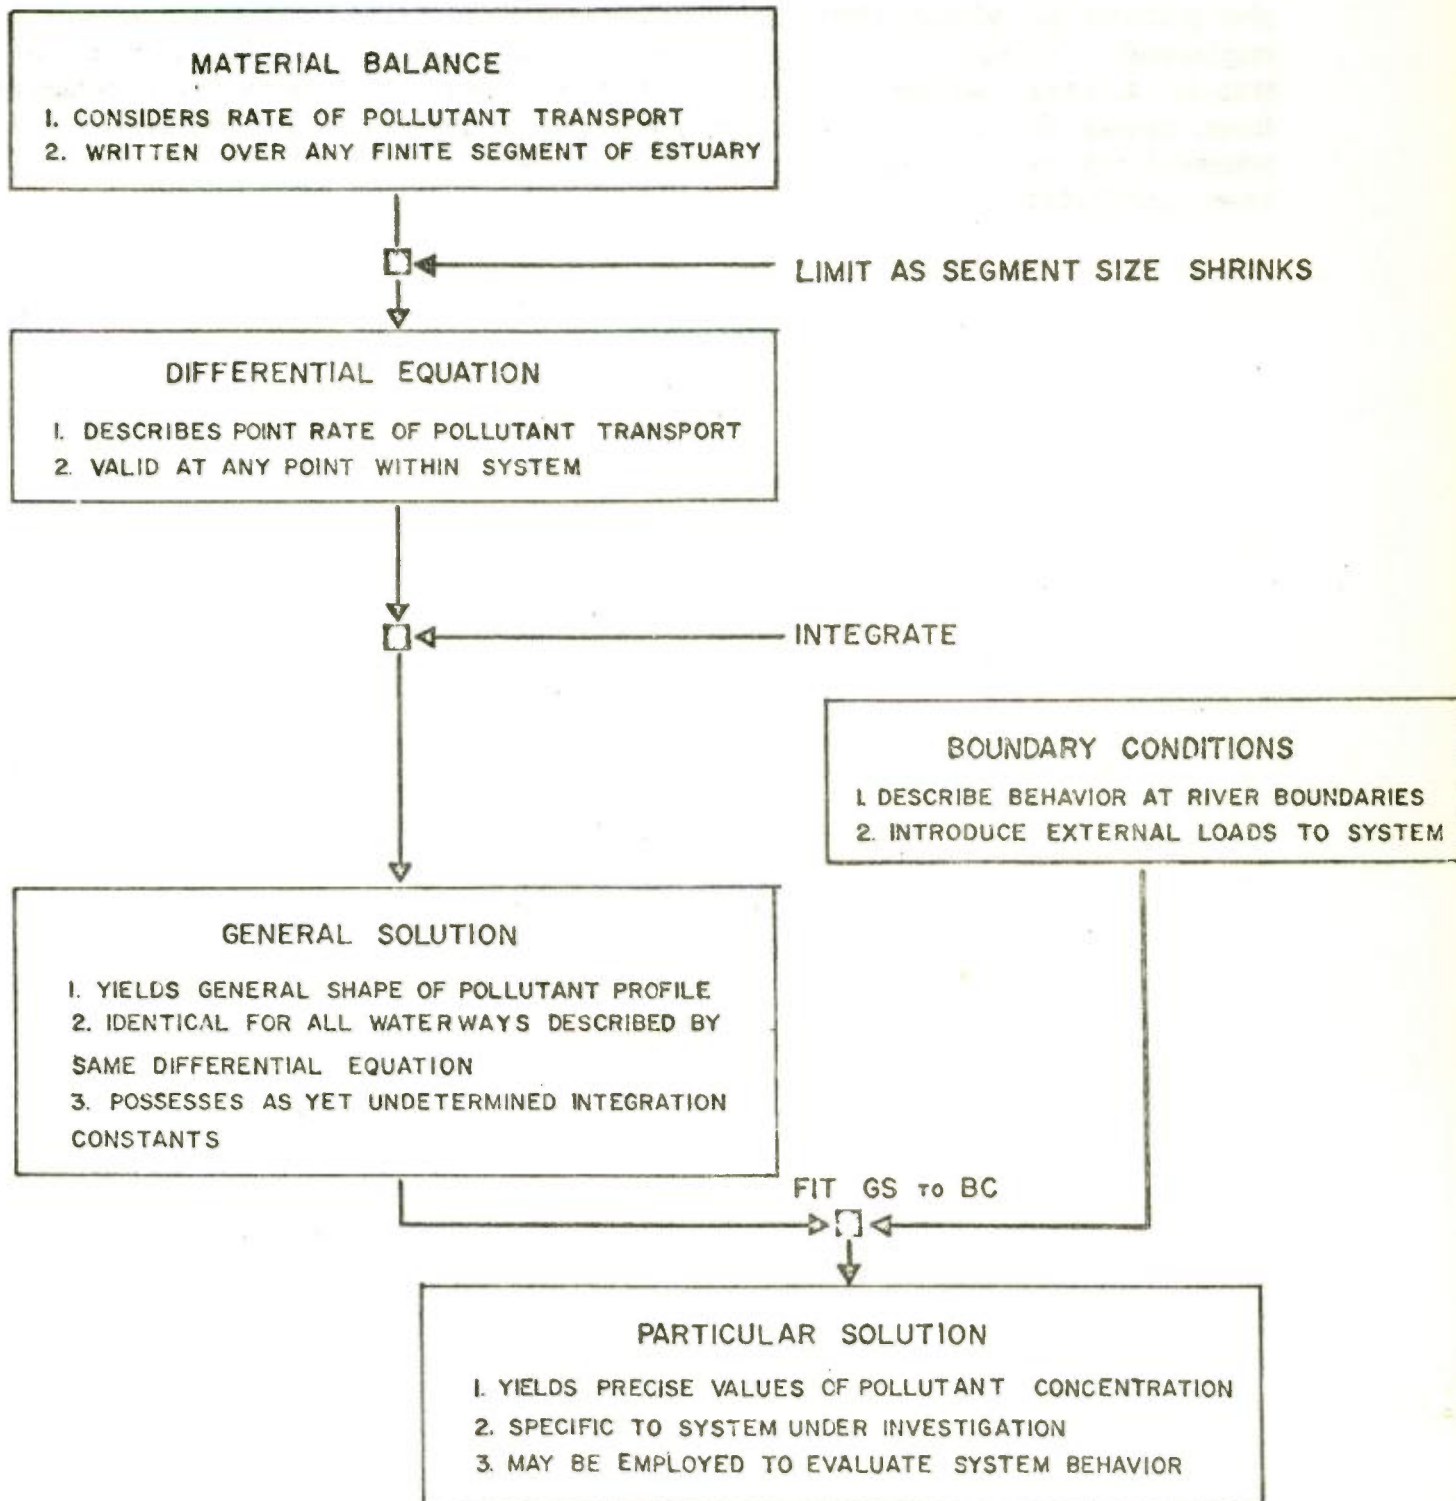 MATERIAL BALANCE
1. CONSIDERS RATE OF POLLUTANT TRANSPORT
2. WRITTEN OVER ANY FINITE SEGMENT OF ESTUARY
LIMIT AS SEGMENT SIZE SHRINKS
DIFFERENTIAL EQUATION
1. DESCRIBES POINT RATE OF POLLUTANT TRANSPORT
2. VALID AT ANY POINT WITHIN SYSTEM
INTEGRATE
BOUNDARY CONDITIONS
1. DESCRIBE BEHAVIOR AT RIVER BOUNDARIES
2. INTRODUCE EXTERNAL LOADS TO SYSTEM
GENERAL SOLUTION
1. YIELDS GENERAL SHAPE OF POLLUTANT PROFILE
2. IDENTICAL FOR ALL WATERWAYS DESCRIBED BY
SAME DIFFERENTIAL EQUATION
3. POSSESSES AS YET UNDETERMINED INTEGRATION
CONSTANTS
FIT GS TO BC
PARTICULAR SOLUTION
1. YIELDS PRECISE VALUES OF POLLUTANT CONCENTRATION
2. SPECIFIC TO SYSTEM UNDER INVESTIGATION
3. MAY BE EMPLOYED TO EVALUATE SYSTEM BEHAVIOR